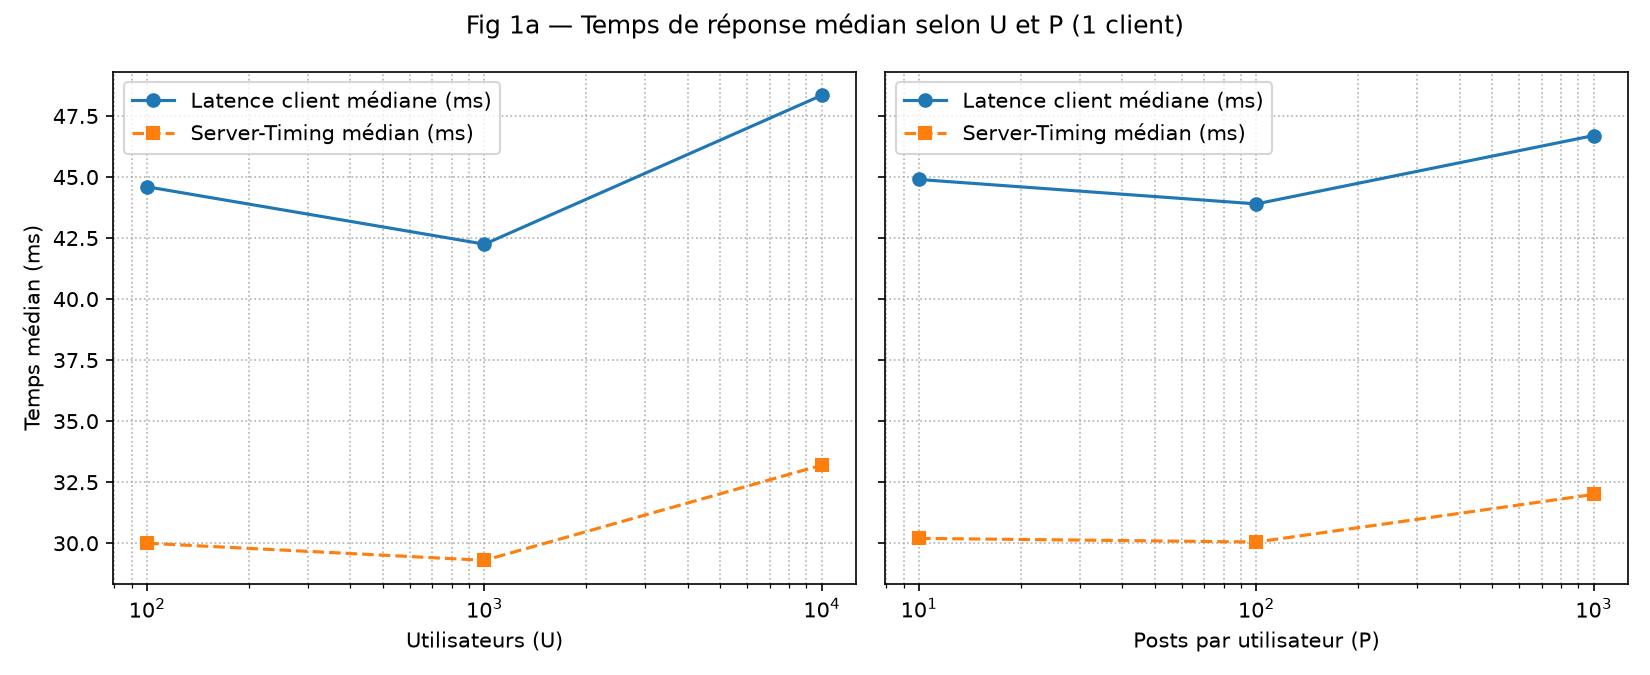 Fig 1a — Temps de réponse médian selon U et P (1 client)
Latence client médiane (ms)
Server-Timing médian (ms)
Temps médian (ms)
47.5
45.0
42.5
40.0
37.5
35.0
32.5
30.0
10²
10³
10⁴
Utilisateurs (U)
Latence client médiane (ms)
Server-Timing médian (ms)
10¹
10²
10³
Posts par utilisateur (P)